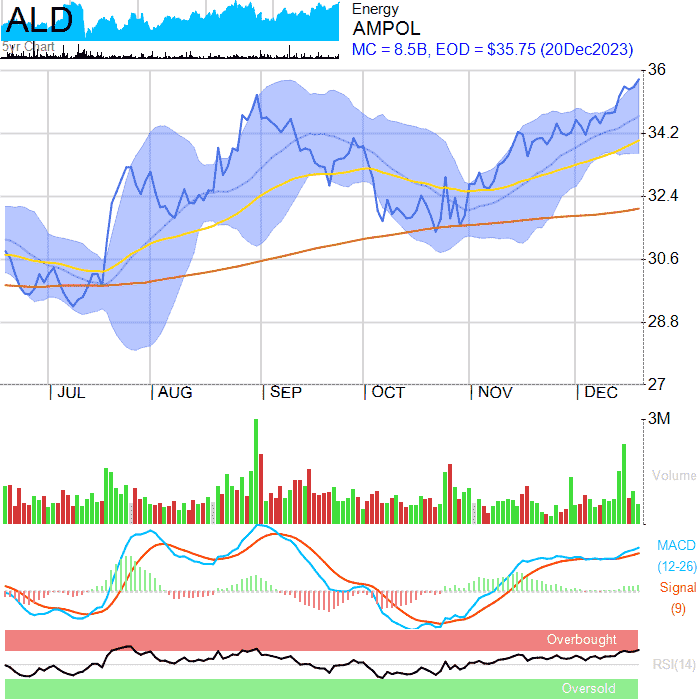 ALD
5yr Chart
Energy
AMPOL
MC = 8.5B, EOD = $35.75 (20Dec2023)
36
34.2
32.4
30.6
28.8
27
JUL AUG SEP OCT NOV DEC
3M
Volume
MACD
(12-26)
Signal
(9)
Overbought
RSI(14)
Oversold